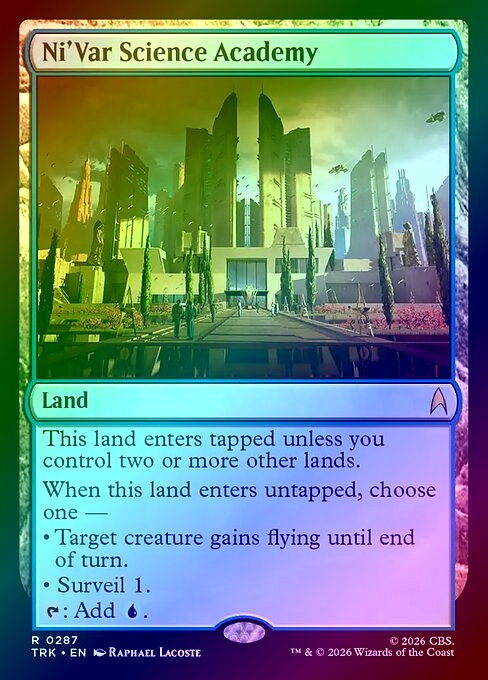 Ni'Var Science Academy
Land
This land enters tapped unless you
control two or more other lands.
When this land enters untapped, choose
one —
• Target creature gains flying until end
of turn.
• Surveil 1.
: Add .
R 0287
TRK • EN Raphael Lacoste
© 2026 CBS.
™ & © 2026 Wizards of the Coast